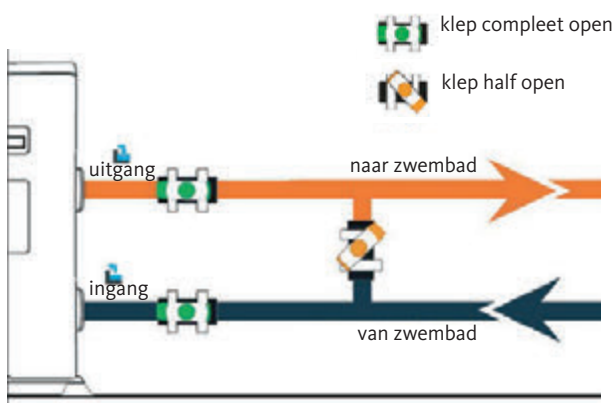 klep compleet open
klep half open
uitgang
naar zwembad
ingang
van zwembad